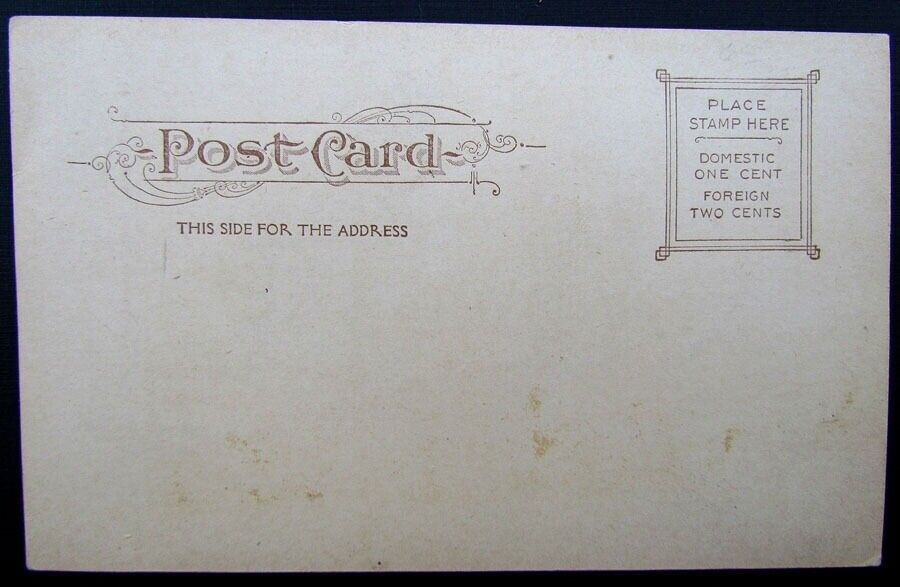 Post Card
THIS SIDE FOR THE ADDRESS
PLACE
STAMP HERE
DOMESTIC
ONE CENT
FOREIGN
TWO CENTS